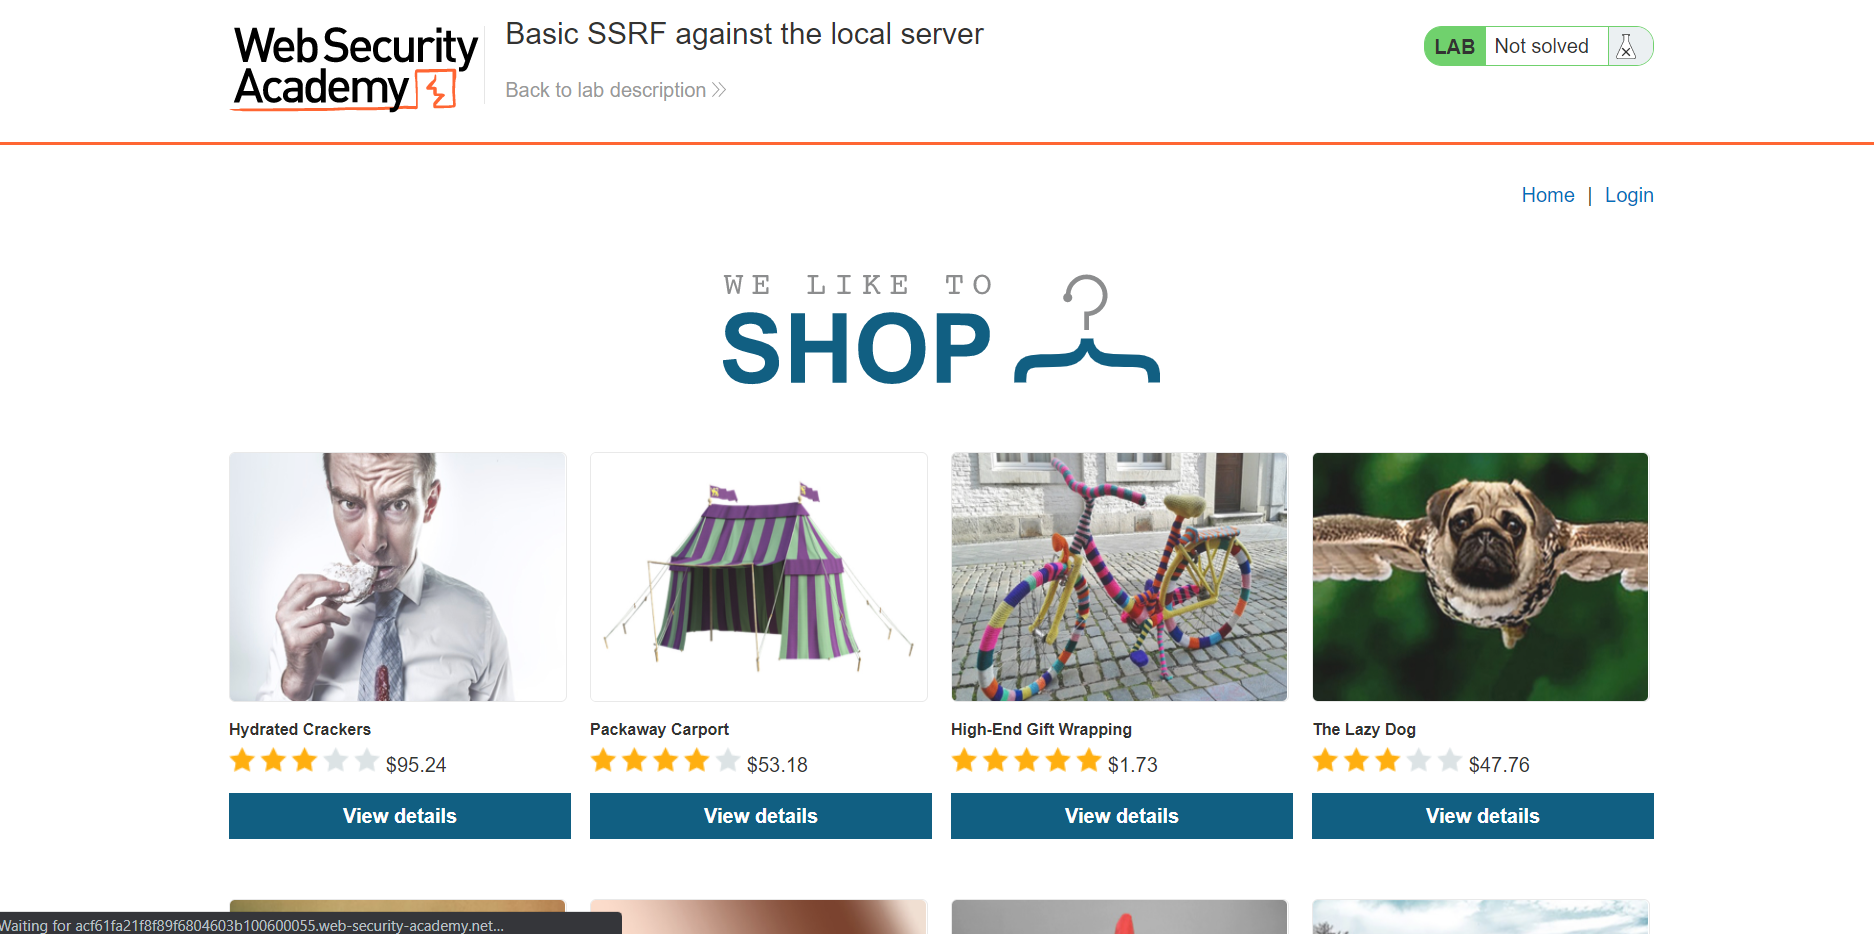 Web Security
Academy
Basic SSRF against the local server
Back to lab description
LAB Not solved
Home | Login
WE LIKE TO
SHOP
Hydrated Crackers
$95.24
View details
Packaway Carport
$53.18
View details
High-End Gift Wrapping
$1.73
View details
The Lazy Dog
$47.76
View details
Waiting for acf61fa21f8f89f6804603b100600055.web-security-academy.net...